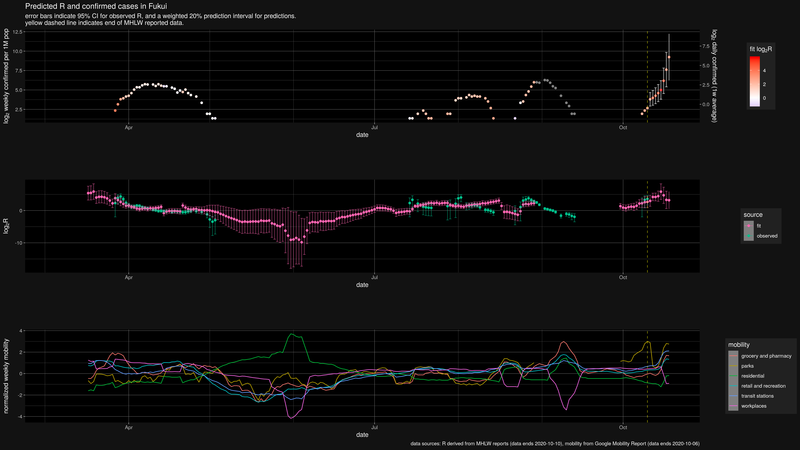 Predicted R and confirmed cases in Fukui
error bars indicate 95% CI for observed R, and a weighted 20% prediction interval for predictions.
yellow dashed line indicates end of MHLW reported data.
log₂ weekly confirmed per 1M pop
12.5
10.0
7.5
5.0
2.5
7.5
5.0
2.5
0.0
log₂ daily confirmed (1w average)
Apr
Jul
Oct
date
fit log₂R
4
2
0
log₂R
0
-10
Apr
Jul
Oct
date
source
fit
observed
normalised weekly mobility
4
2
0
-2
-4
Apr
Jul
Oct
date
mobility
grocery and pharmacy
parks
residential
retail and recreation
transit stations
workplaces
data sources: R derived from MHLW reports (data ends 2020-10-10), mobility from Google Mobility Report (data ends 2020-10-06)